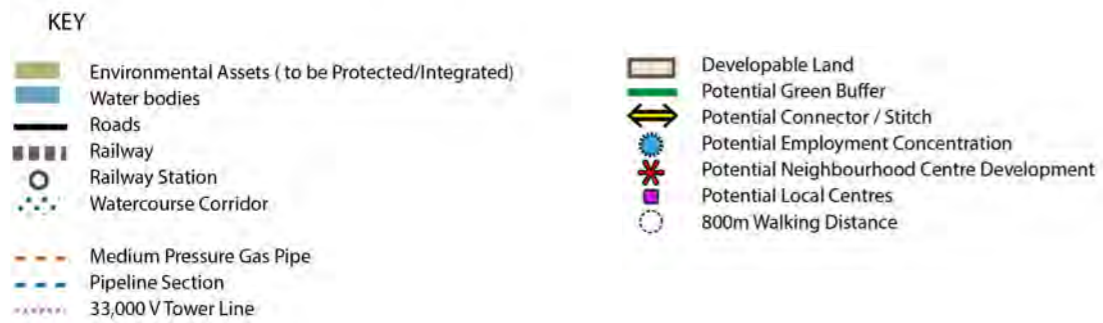 KEY
Environmental Assets ( to be Protected/Integrated)
Water bodies
Roads
Railway
Railway Station
Watercourse Corridor
Medium Pressure Gas Pipe
Pipeline Section
33,000 V Tower Line
Developable Land
Potential Green Buffer
Potential Connector / Stitch
Potential Employment Concentration
Potential Neighbourhood Centre Development
Potential Local Centres
800m Walking Distance